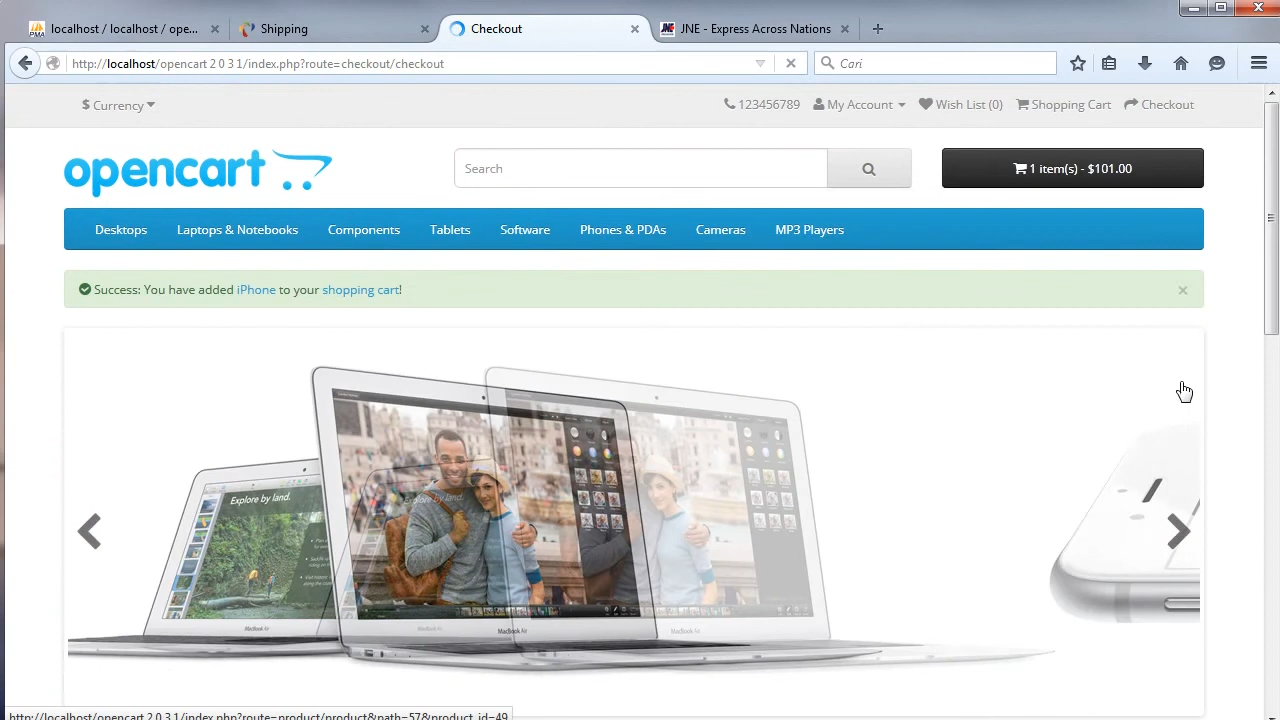 localhost / localhost / ope...
Shipping
Checkout
JNE - Express Across Nations
http://localhost/opencart 2 0 3 1/index.php?route=checkout/checkout
Cari
$ Currency
123456789
My Account
Wish List (0)
Shopping Cart
Checkout
opencart
Search
1 item(s) - $101.00
Desktops
Laptops & Notebooks
Components
Tablets
Software
Phones & PDAs
Cameras
MP3 Players
Success: You have added iPhone to your shopping cart!
Explore by land.
Explore by land.
MacBook Air
MacBook Air
MacBook Air
http://localhost/opencart 2 0 3 1/index.php?route=product/product&path=57&product_id=49